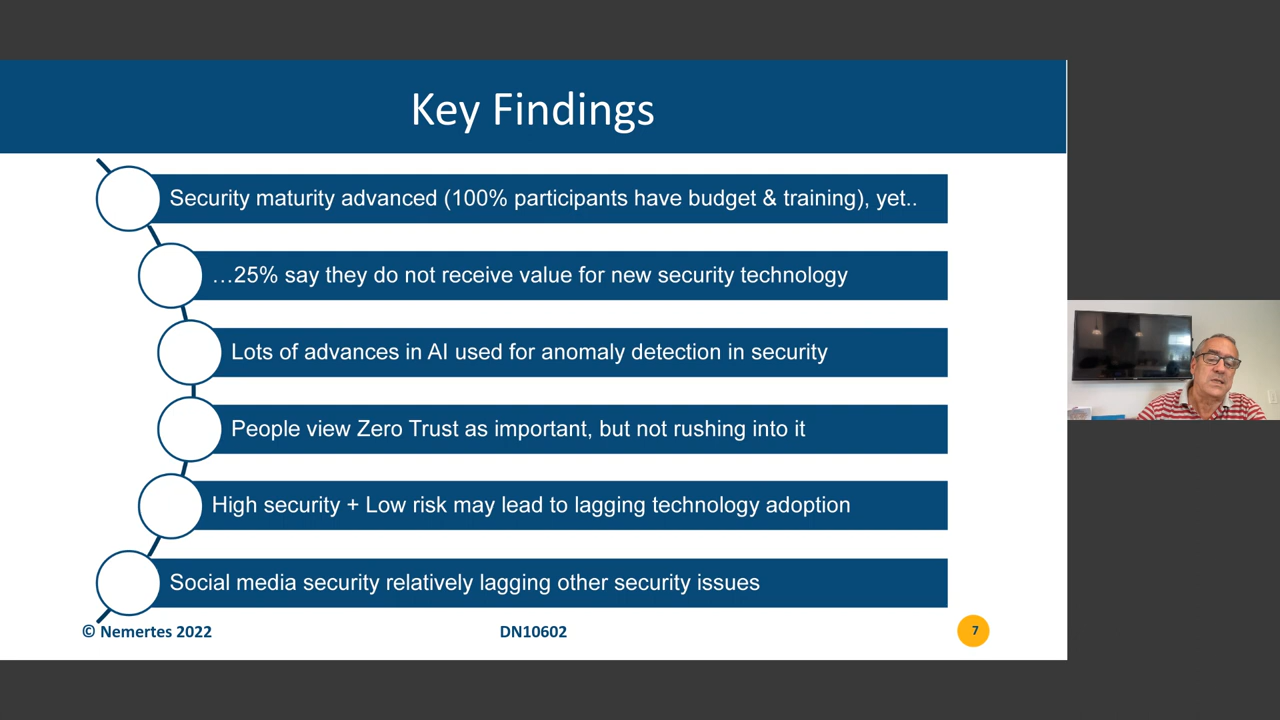 Key Findings
Security maturity advanced (100% participants have budget & training), yet..
…25% say they do not receive value for new security technology
Lots of advances in AI used for anomaly detection in security
People view Zero Trust as important, but not rushing into it
High security + Low risk may lead to lagging technology adoption
Social media security relatively lagging other security issues
© Nemertes 2022
DN10602
7